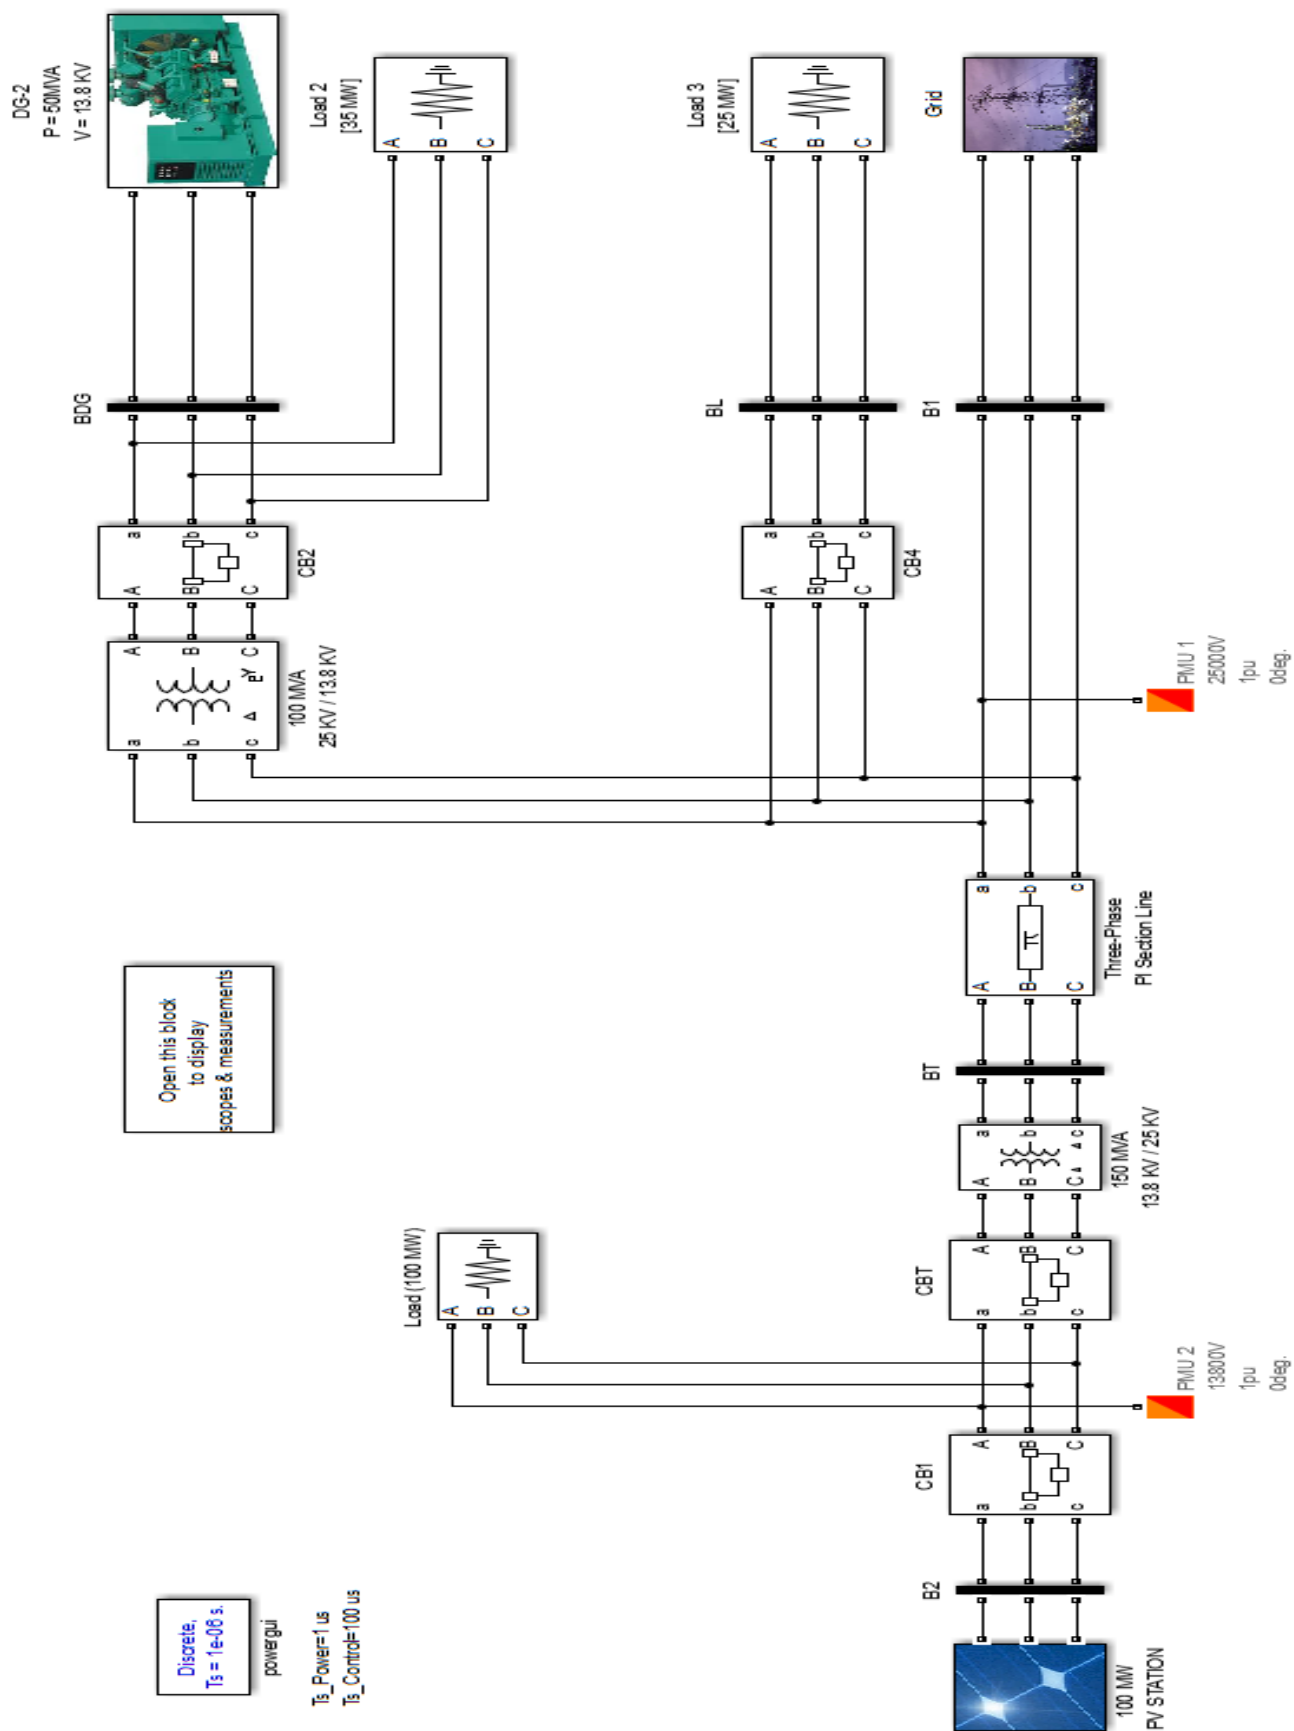 Discrete,
Ts = 1e-06 s.
powergui
Ts_Power=1 us
Ts_Control=100 us
Open this block
to display
scopes & measurements
a
b
c
A
B
C
Δ
Yg
100 MVA
25 KV / 13.8 KV
A
B
C
a
b
c
CB2
BDG
DG-2
P = 50MVA
V = 13.8 KV
Load 2
[35 MW]
A
B
C
Load (100 MW)
A
B
C
A
B
C
a
b
c
CB4
BL
Load 3
[25 MW]
A
B
C
100 MW
PV STATION
B2
CB1
a
b
c
A
B
C
PMU 2
13800V
1pu
0deg.
CBT
a
b
c
A
B
C
A
B
C
a
b
c
Δ
Δ
150 MVA
13.8 KV / 25 KV
BT
A
B
C
π
a
b
c
Three-Phase
PI Section Line
PMU 1
25000V
1pu
0deg.
B1
Grid